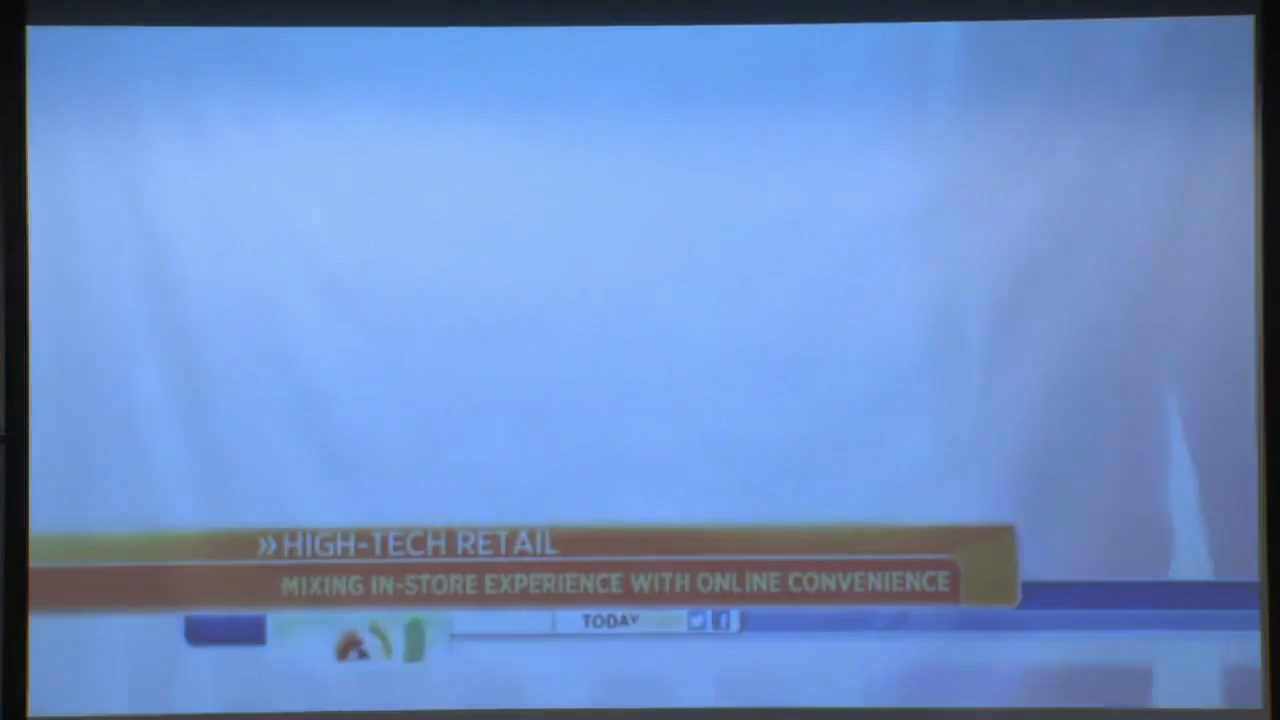 »HIGH-TECH RETAIL
MIXING IN-STORE EXPERIENCE WITH ONLINE CONVENIENCE
TODAY